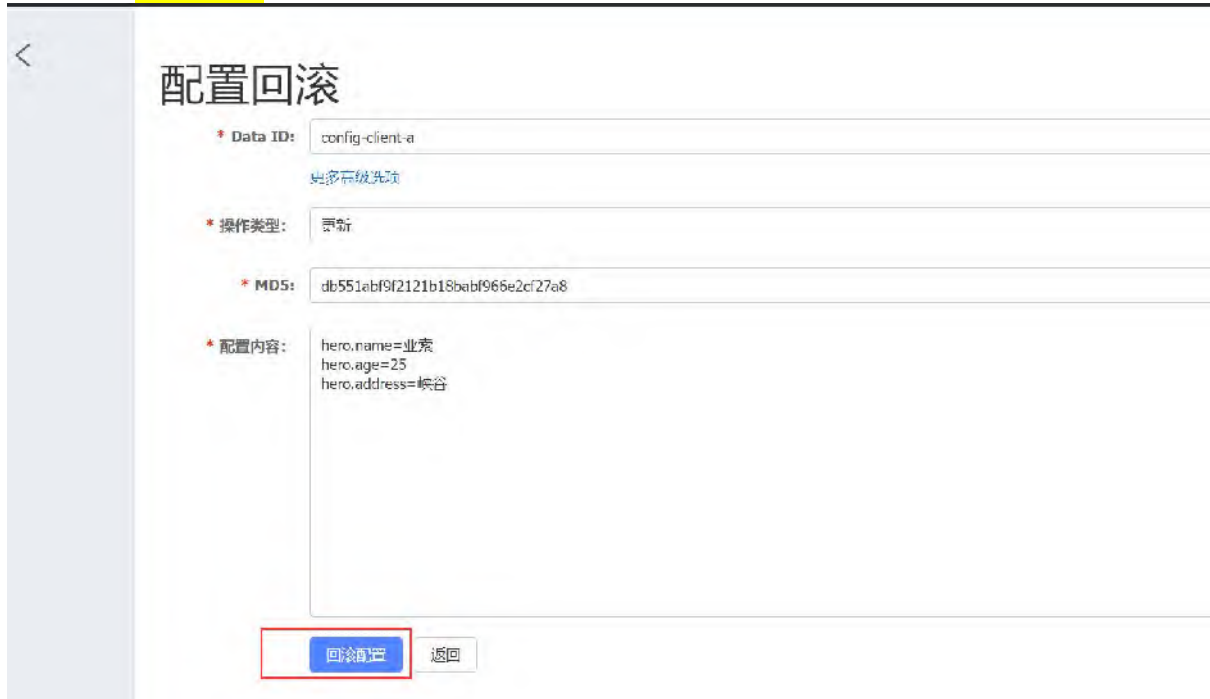 配置回滚
* Data ID: config-client-a
更多高级选项
* 操作类型: 更新
* MD5: db551abf9f2121b18babf966e2cf27a8
* 配置内容: hero.name=亚索
hero.age=25
hero.address=峡谷
回滚配置 返回